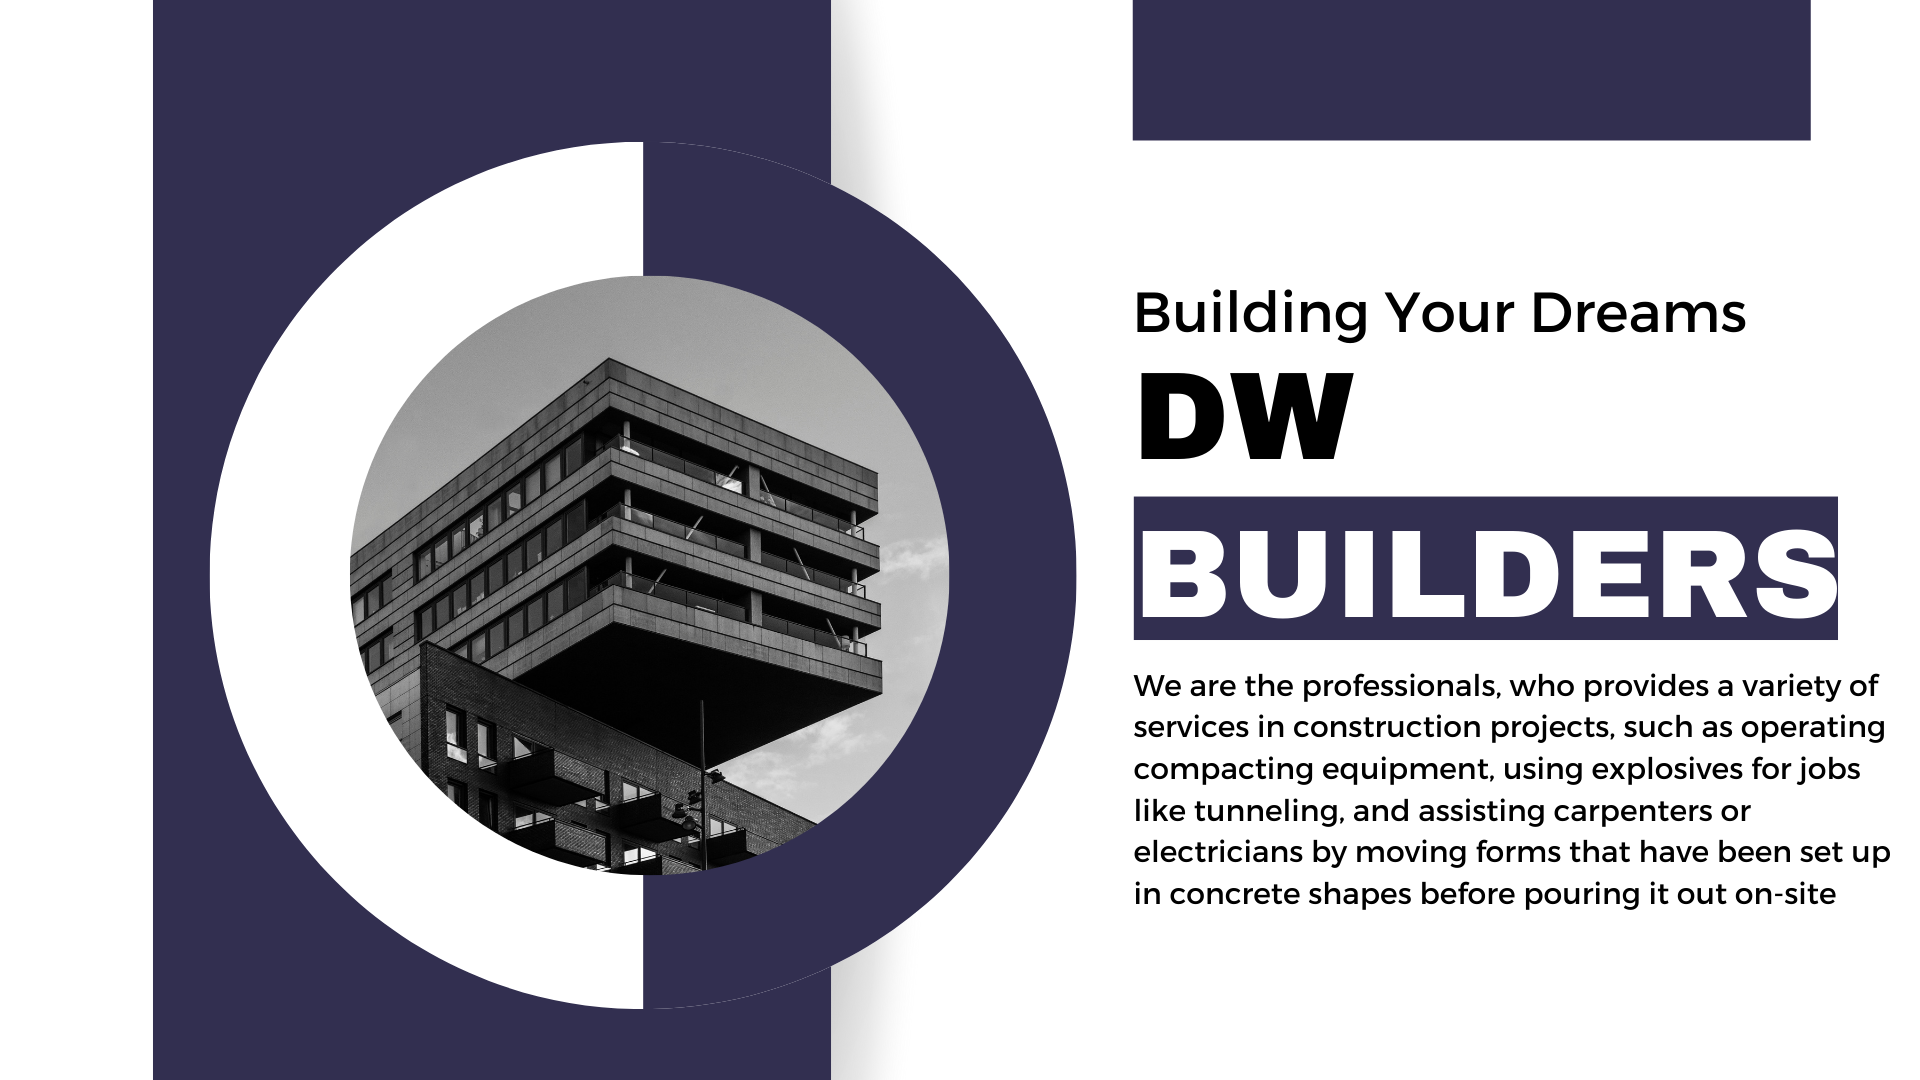 Building Your Dreams
DW
BUILDERS
We are the professionals, who provides a variety of
services in construction projects, such as operating
compacting equipment, using explosives for jobs
like tunneling, and assisting carpenters or
electricians by moving forms that have been set up
in concrete shapes before pouring it out on-site